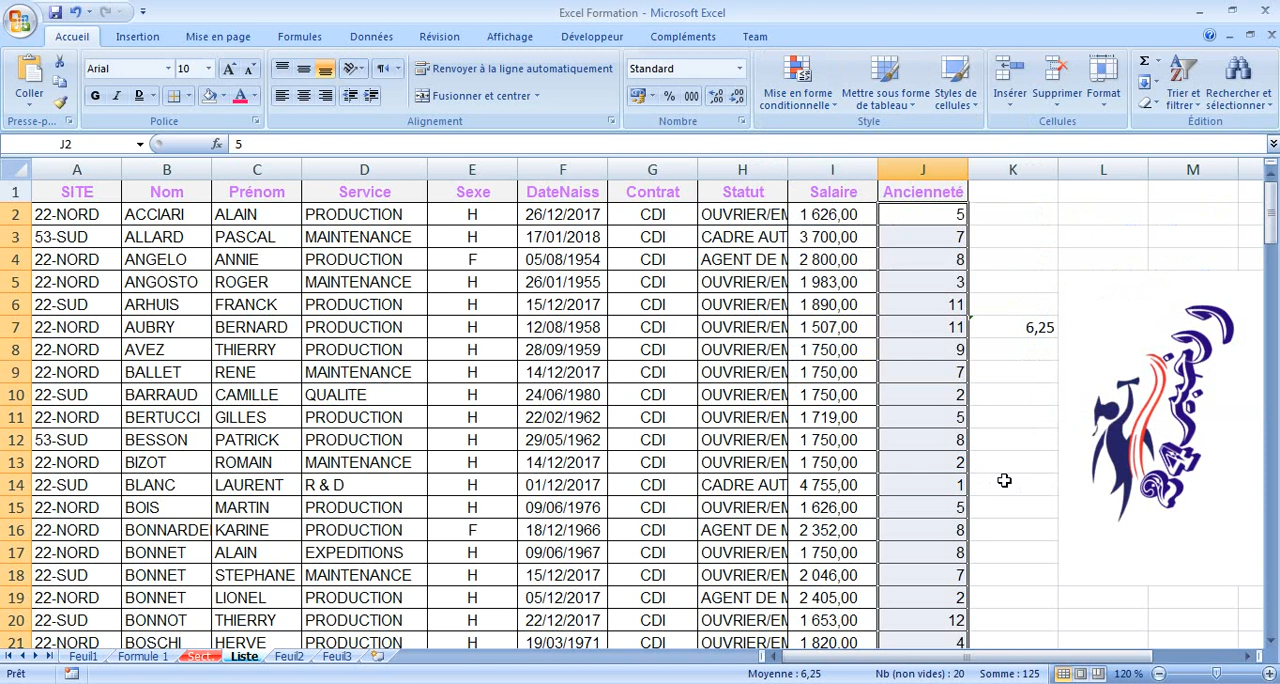 Excel Formation - Microsoft Excel
Accueil Insertion Mise en page Formules Données Révision Affichage Développeur Compléments Team
Coller
Arial 10
G I D A
Renvoyer à la ligne automatiquement
Fusionner et centrer
Standard
% 000
Mise en forme conditionnelle
Mettre sous forme de tableau
Styles de cellules
Insérer Supprimer Format
Trier et filtrer
Rechercher et sélectionner
Presse-p... Police Alignement Nombre Style Cellules Édition
J2 fx 5
A B C D E F G H I J K L M
1 SITE Nom Prénom Service Sexe DateNaiss Contrat Statut Salaire Ancienneté
2 22-NORD ACCIARI ALAIN PRODUCTION H 26/12/2017 CDI OUVRIER/EM 1 626,00 5
3 53-SUD ALLARD PASCAL MAINTENANCE H 17/01/2018 CDI CADRE AUT 3 700,00 7
4 22-NORD ANGELO ANNIE PRODUCTION F 05/08/1954 CDI AGENT DE M 2 800,00 8
5 22-NORD ANGOSTO ROGER MAINTENANCE H 26/01/1955 CDI OUVRIER/EM 1 983,00 3
6 22-SUD ARHUIS FRANCK PRODUCTION H 15/12/2017 CDI OUVRIER/EM 1 890,00 11
7 22-NORD AUBRY BERNARD PRODUCTION H 12/08/1958 CDI OUVRIER/EM 1 507,00 11 6,25
8 22-NORD AVEZ THIERRY PRODUCTION H 28/09/1959 CDI OUVRIER/EM 1 750,00 9
9 22-NORD BALLET RENE MAINTENANCE H 14/12/2017 CDI OUVRIER/EM 1 750,00 7
10 22-SUD BARRAUD CAMILLE QUALITE H 24/06/1980 CDI OUVRIER/EM 1 750,00 2
11 22-NORD BERTUCCI GILLES PRODUCTION H 22/02/1962 CDI OUVRIER/EM 1 719,00 5
12 53-SUD BESSON PATRICK PRODUCTION H 29/05/1962 CDI OUVRIER/EM 1 750,00 8
13 22-NORD BIZOT ROMAIN MAINTENANCE H 14/12/2017 CDI OUVRIER/EM 1 750,00 2
14 22-SUD BLANC LAURENT R & D H 01/12/2017 CDI CADRE AUT 4 755,00 1
15 22-NORD BOIS MARTIN PRODUCTION H 09/06/1976 CDI OUVRIER/EM 1 626,00 5
16 22-NORD BONNARDE KARINE PRODUCTION F 18/12/1966 CDI AGENT DE M 2 352,00 8
17 22-NORD BONNET ALAIN EXPEDITIONS H 09/06/1967 CDI OUVRIER/EM 1 750,00 8
18 22-SUD BONNET STEPHANE MAINTENANCE H 15/12/2017 CDI OUVRIER/EM 2 046,00 7
19 22-NORD BONNET LIONEL PRODUCTION H 05/12/2017 CDI AGENT DE M 2 405,00 2
20 22-SUD BONNOT THIERRY PRODUCTION H 22/12/2017 CDI OUVRIER/EM 1 653,00 12
21 22-NORD BOSCHI HERVE PRODUCTION H 19/03/1971 CDI OUVRIER/EM 1 820,00 4
Feuil1 Formule 1 Sect. Liste Feuil2 Feuil3
Prêt Moyenne : 6,25 Nb (non vides) : 20 Somme : 125 120 %